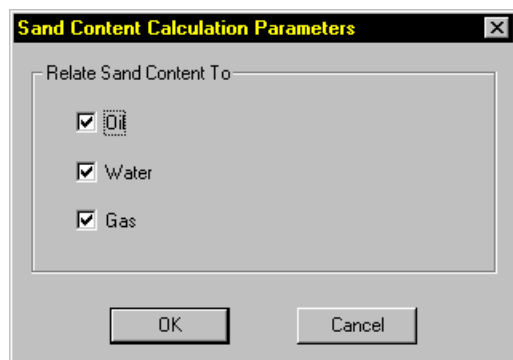 Sand Content Calculation Parameters
Relate Sand Content To
Oil
Water
Gas
OK
Cancel